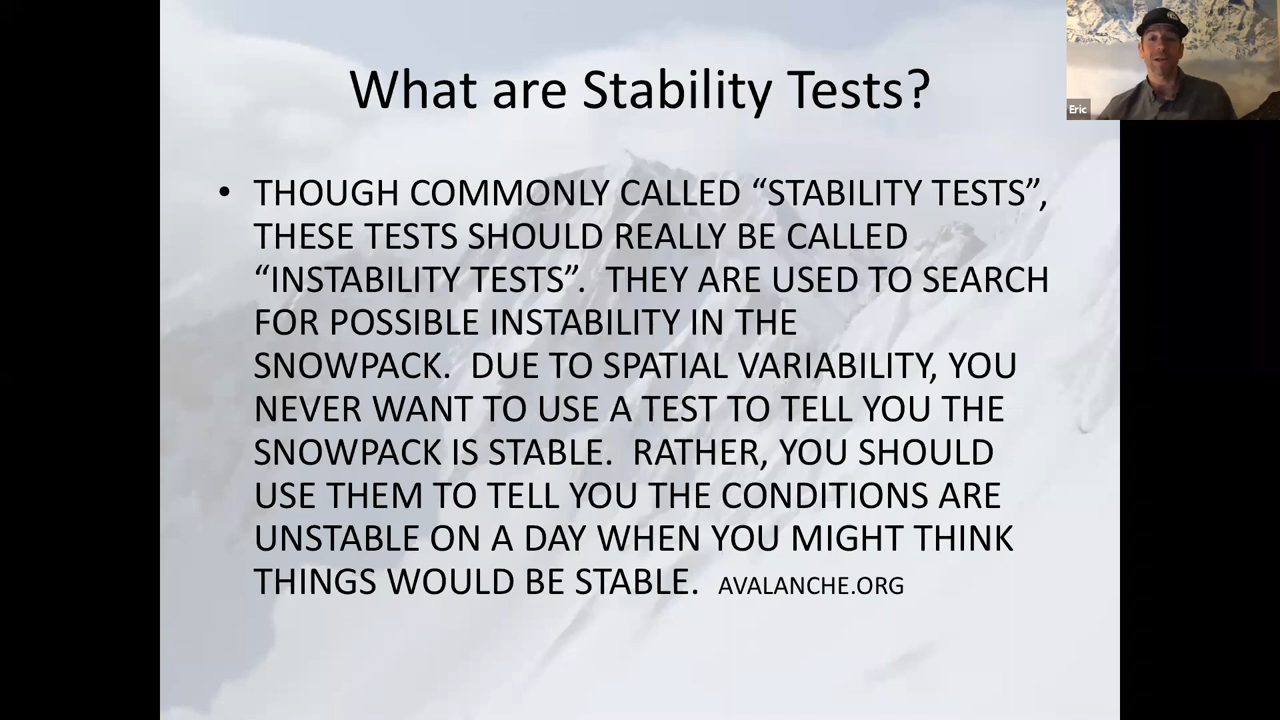 What are Stability Tests?
• THOUGH COMMONLY CALLED “STABILITY TESTS”,
THESE TESTS SHOULD REALLY BE CALLED
“INSTABILITY TESTS”.  THEY ARE USED TO SEARCH
FOR POSSIBLE INSTABILITY IN THE
SNOWPACK.  DUE TO SPATIAL VARIABILITY, YOU
NEVER WANT TO USE A TEST TO TELL YOU THE
SNOWPACK IS STABLE.  RATHER, YOU SHOULD
USE THEM TO TELL YOU THE CONDITIONS ARE
UNSTABLE ON A DAY WHEN YOU MIGHT THINK
THINGS WOULD BE STABLE.  AVALANCHE.ORG
Eric